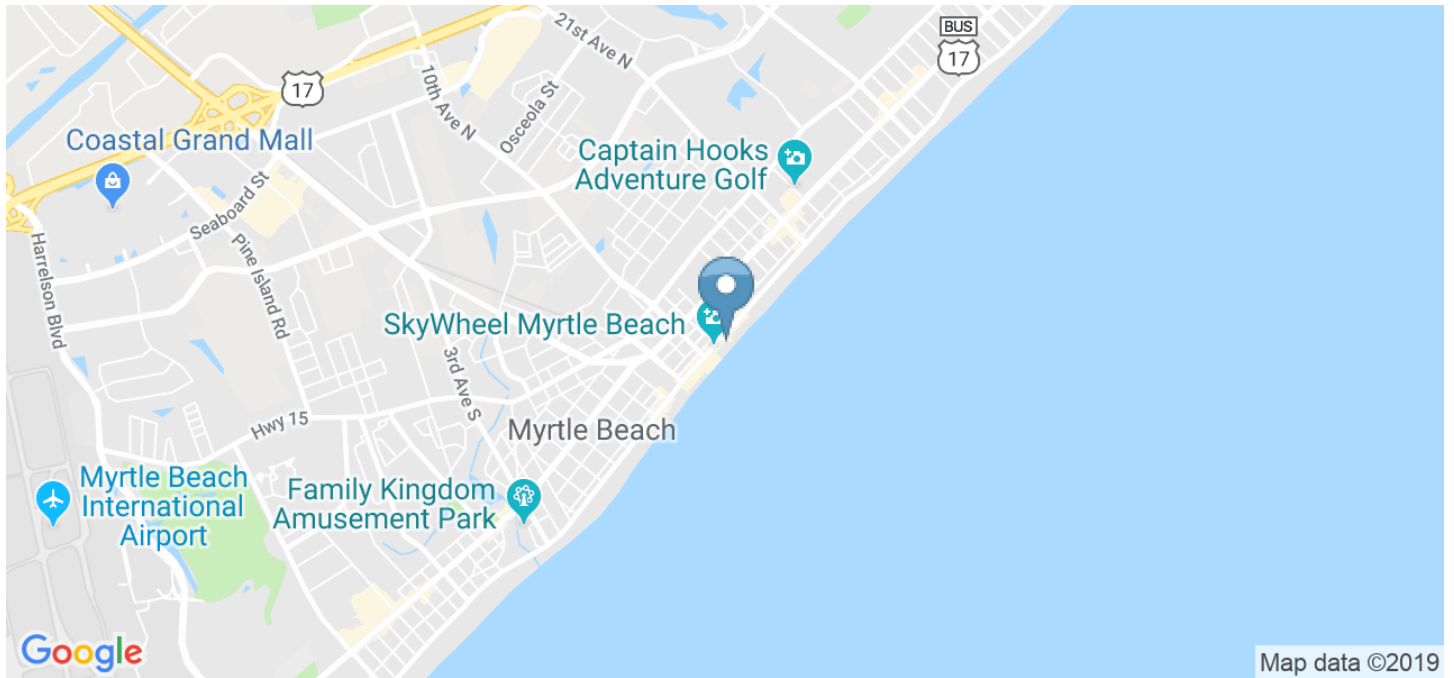 21st Ave N
BUS
17
17
10th Ave N
Osceola St
Coastal Grand Mall
Captain Hooks
Adventure Golf
Seaboard St
Harrelson Blvd
Pine Island Rd
SkyWheel Myrtle Beach
3rd Ave S
Hwy 15
Myrtle Beach
Myrtle Beach
International
Airport
Family Kingdom
Amusement Park
Google
Map data ©2019